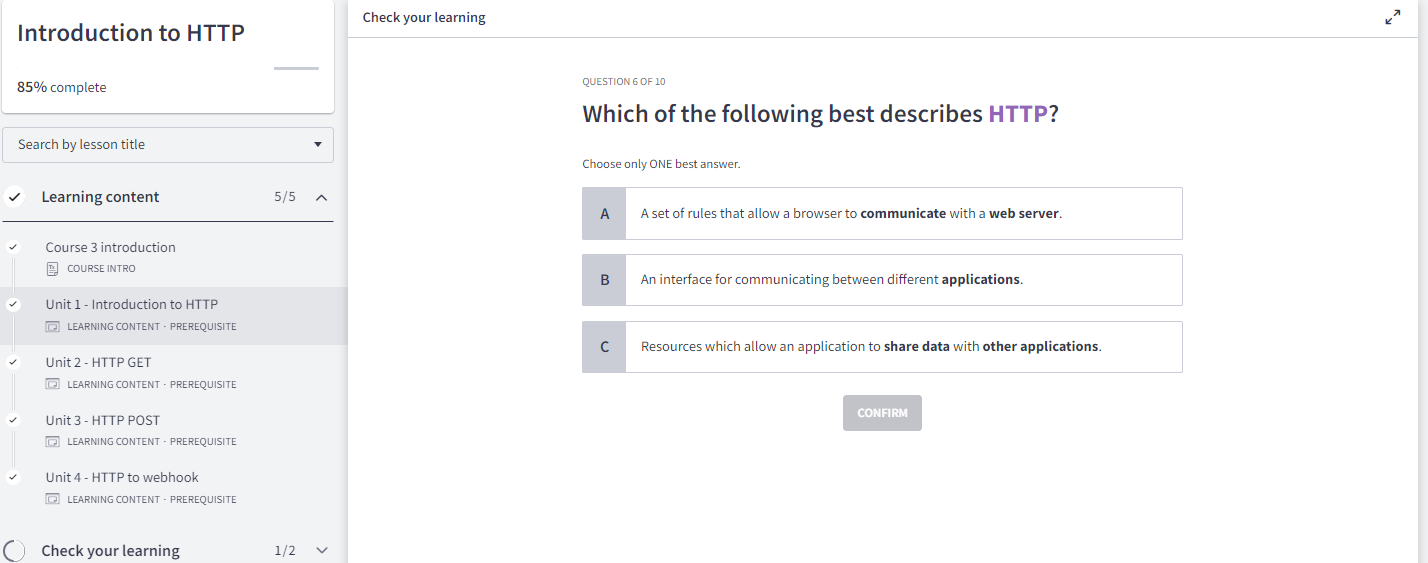 Introduction to HTTP
85% complete
Search by lesson title
Learning content 5/5
Course 3 introduction
COURSE INTRO
Unit 1 - Introduction to HTTP
LEARNING CONTENT · PREREQUISITE
Unit 2 - HTTP GET
LEARNING CONTENT · PREREQUISITE
Unit 3 - HTTP POST
LEARNING CONTENT · PREREQUISITE
Unit 4 - HTTP to webhook
LEARNING CONTENT · PREREQUISITE
Check your learning 1/2
Check your learning
QUESTION 6 OF 10
Which of the following best describes HTTP?
Choose only ONE best answer.
A A set of rules that allow a browser to communicate with a web server.
B An interface for communicating between different applications.
C Resources which allow an application to share data with other applications.
CONFIRM